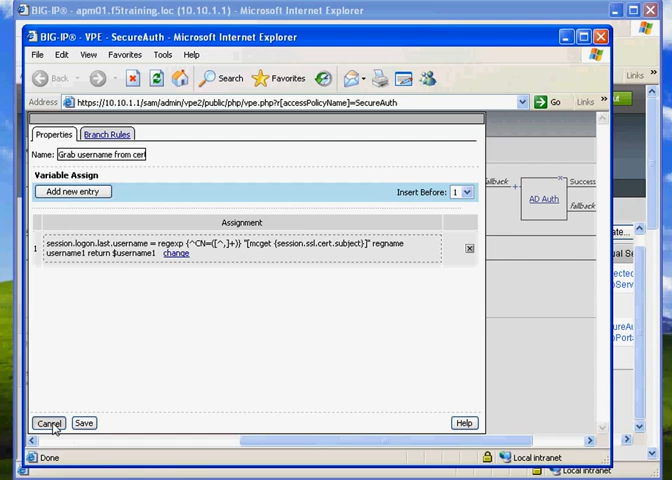 BIG-IP® - apm01.f5training.loc (10.10.1.1) - Microsoft Internet Explorer
BIG-IP® - VPE - SecureAuth - Microsoft Internet Explorer
File Edit View Favorites Tools Help
Back Search Favorites
Links »
Address https://10.10.1.1/sam/admin/vpe2/public/php/vpe.php?r[accessPolicyName]=SecureAuth Go Links »
Properties Branch Rules
Name: Grab username from cert
Variable Assign
Add new entry Insert Before: 1
Assignment
1 session.logon.last.username = regexp {^CN=([^,]+)} "[mcget {session.ssl.cert.subject}]" regname
username1 return $username1 change
fallback + AD Auth Successful
fallback
Cancel Save Help
Done Local intranet
Local intranet